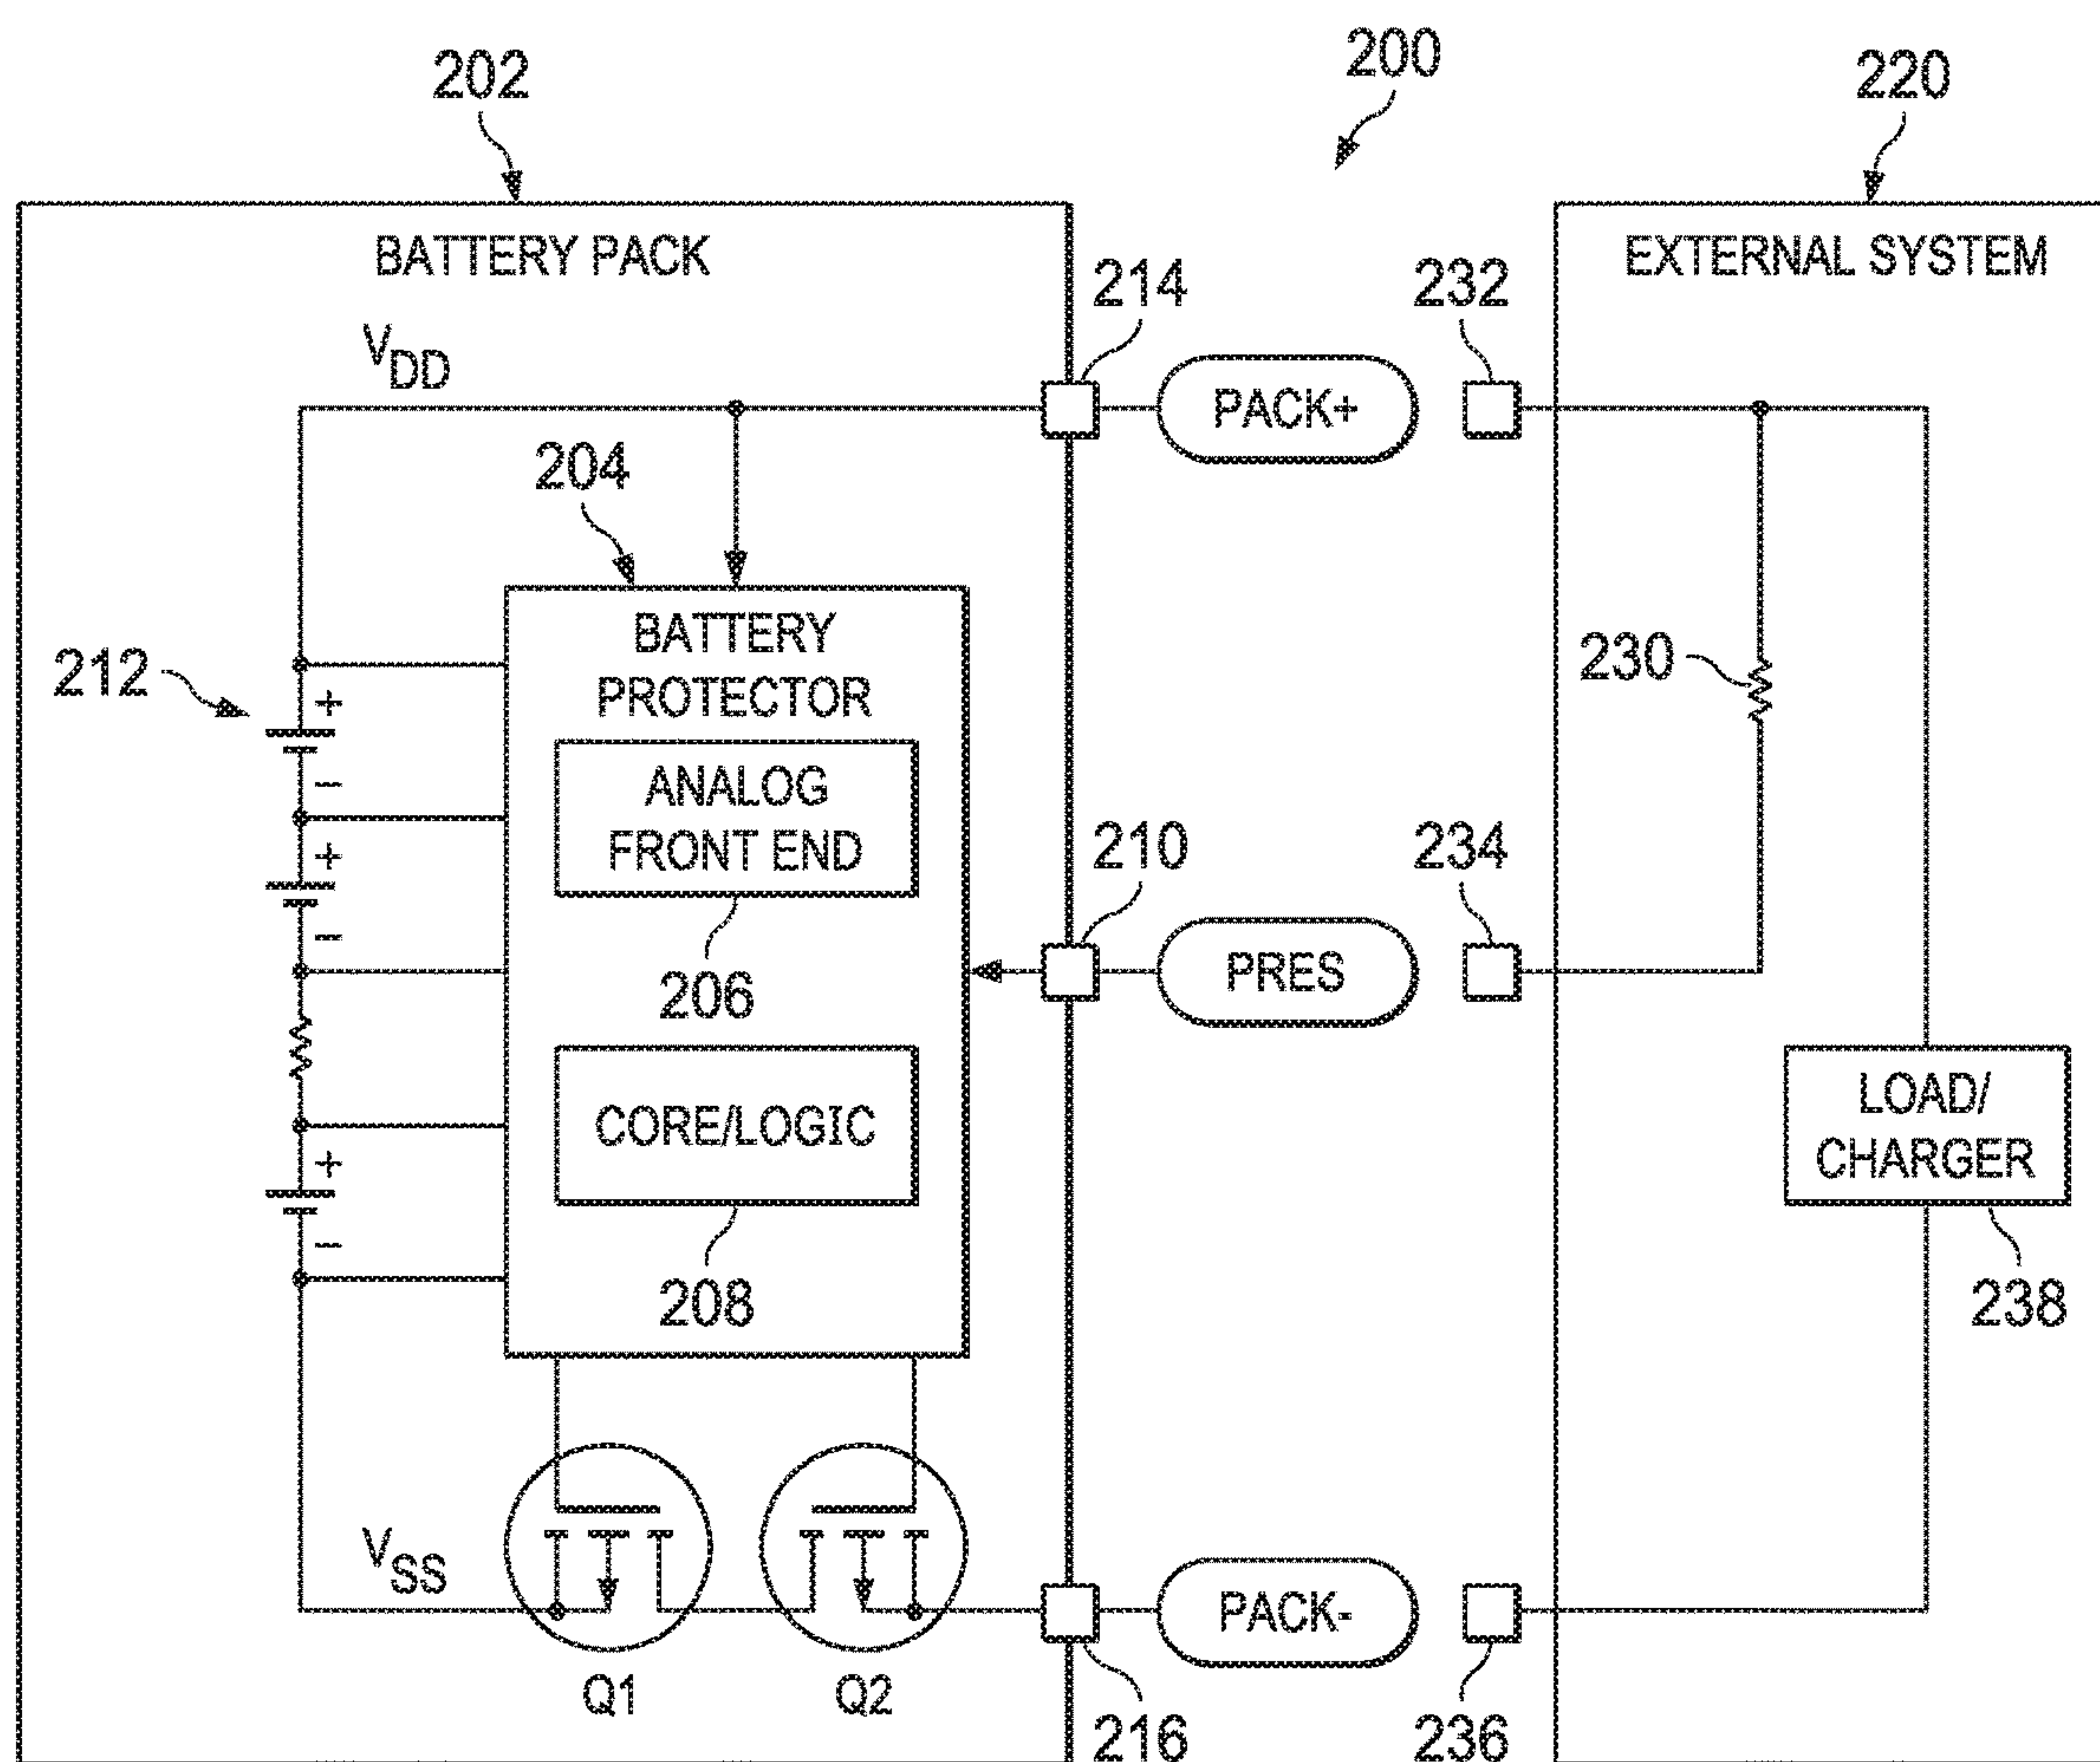 200
202
220
BATTERY PACK
EXTERNAL SYSTEM
214
232
VDD
PACK+
204
BATTERY
PROTECTOR
212
+
−
230
ANALOG
FRONT END
+
−
210
234
206
PRES
CORE/LOGIC
LOAD/
CHARGER
+
−
208
238
VSS
PACK-
Q1
Q2
216
236